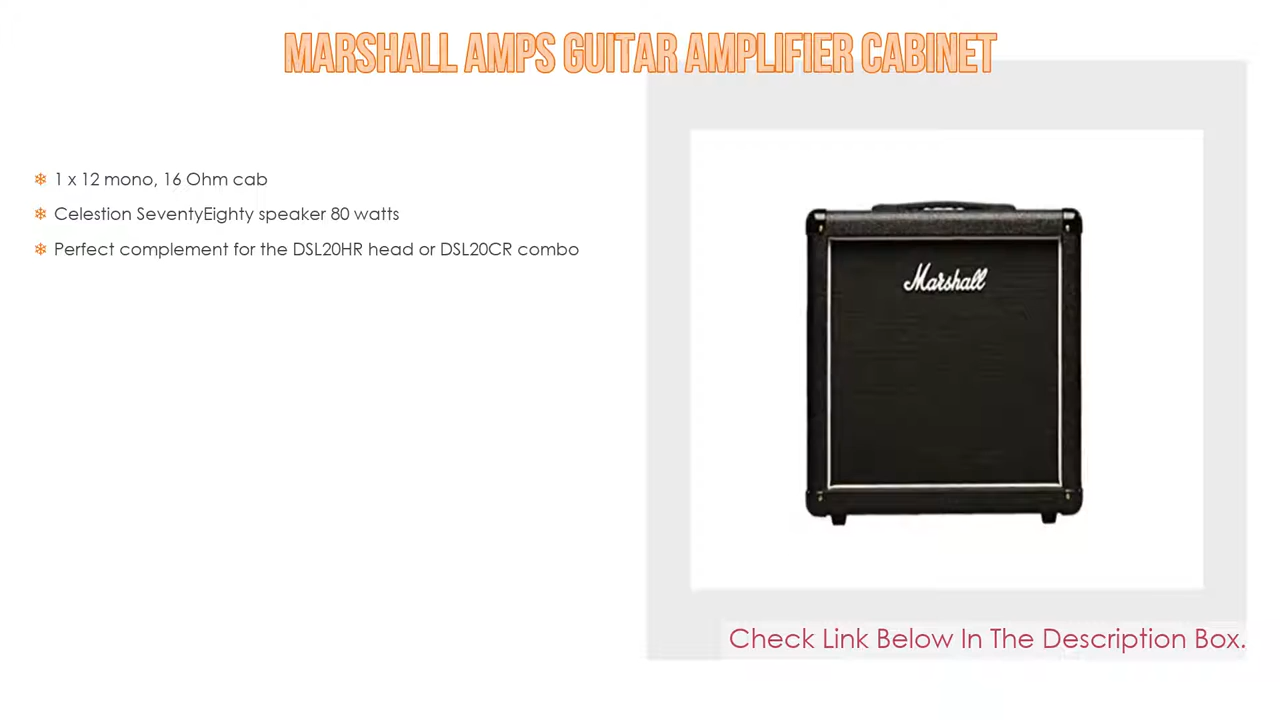 MARSHALL AMPS GUITAR AMPLIFIER CABINET
1 x 12 mono, 16 Ohm cab
Celestion SeventyEighty speaker 80 watts
Perfect complement for the DSL20HR head or DSL20CR combo
Marshall
Check Link Below In The Description Box.